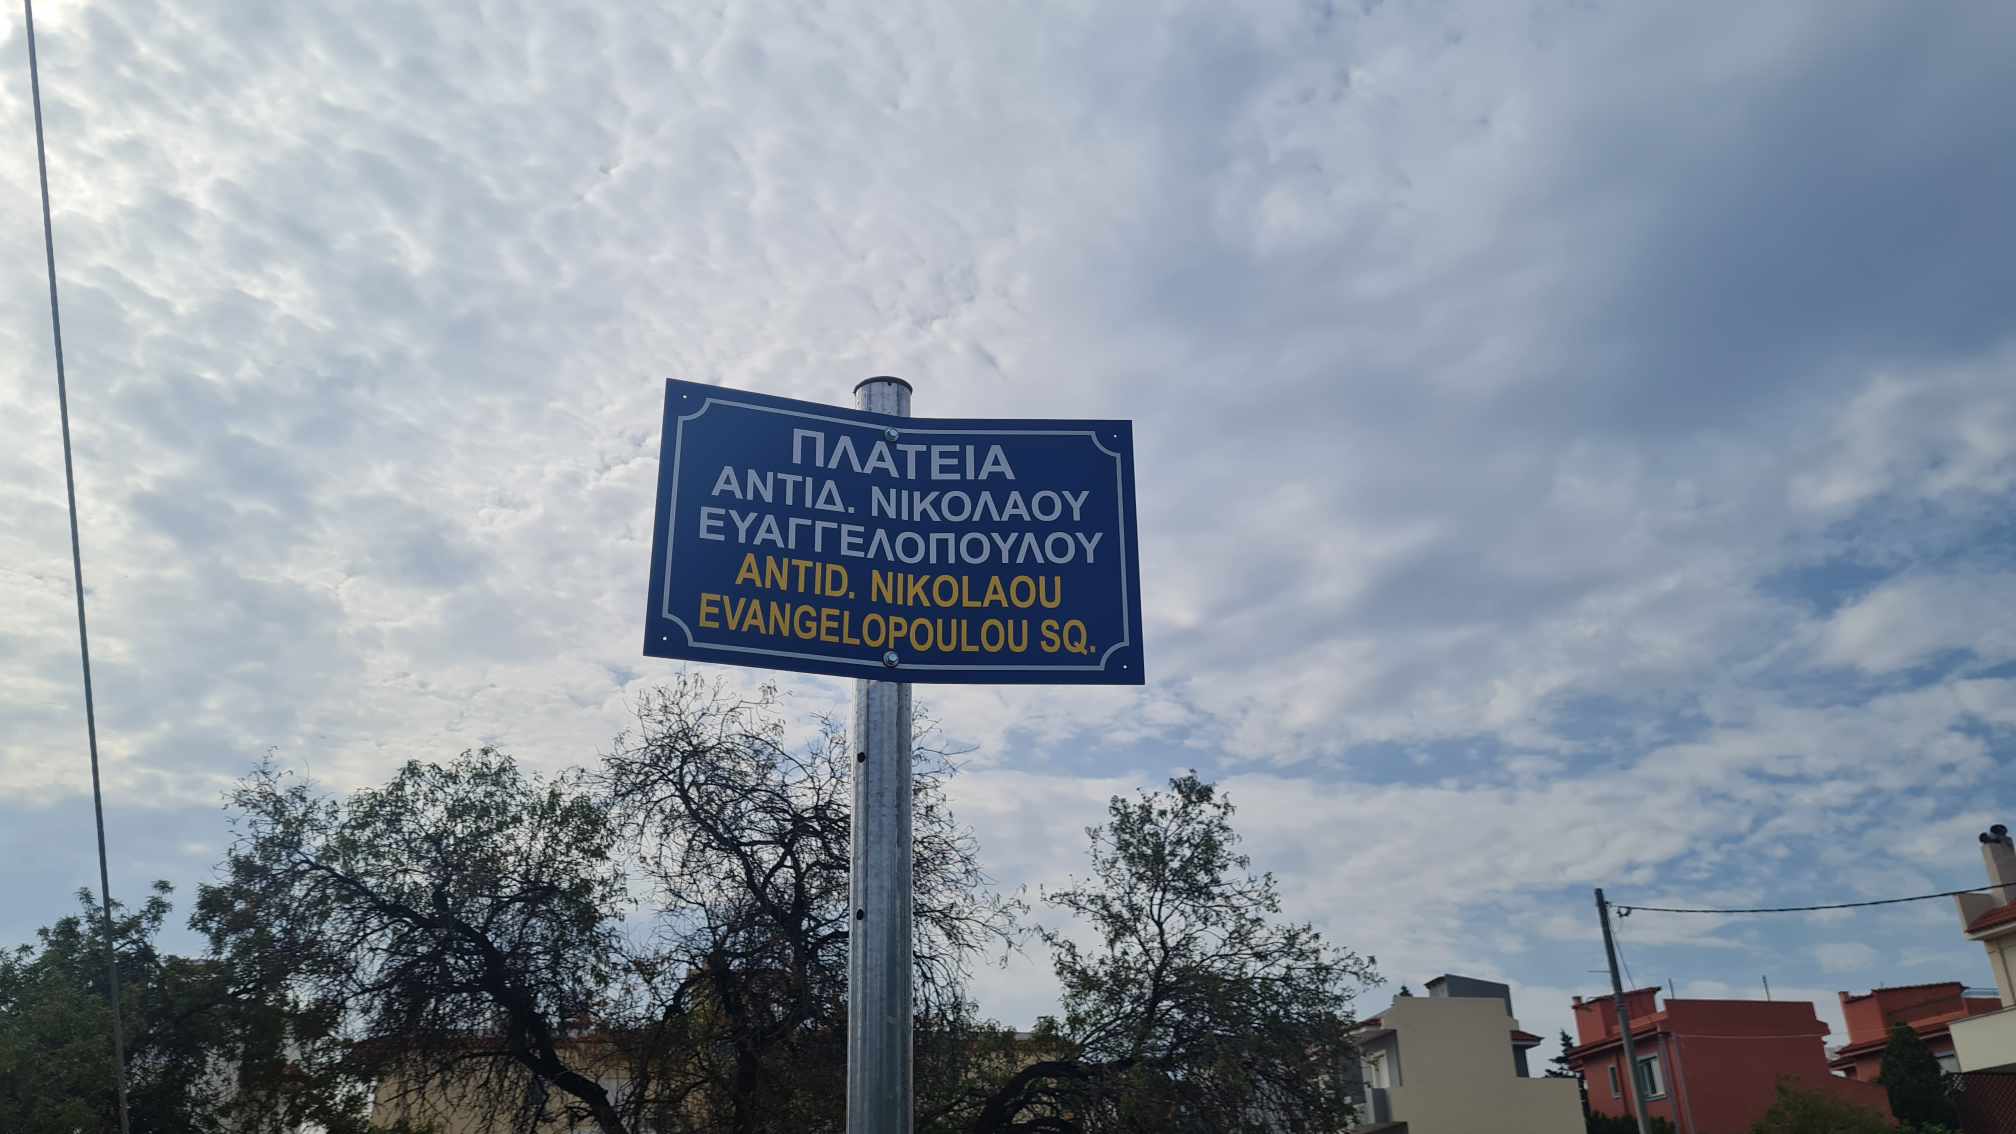 ΠΛΑΤΕΙΑ
ΑΝΤΙΔ. ΝΙΚΟΛΑΟΥ
ΕΥΑΓΓΕΛΟΠΟΥΛΟΥ
ANTID. NIKOLAOU
EVANGELOPOULOU SQ.